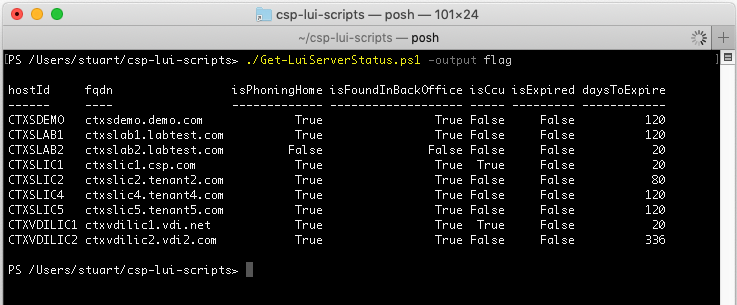 csp-lui-scripts — posh — 101×24
~/csp-lui-scripts — posh
+
[PS /Users/stuart/csp-lui-scripts> ./Get-LuiServerStatus.ps1 -output flag ]
hostId     fqdn               isPhoningHome isFoundInBackOffice isCcu isExpired daysToExpire
------     ----               ------------- ------------------- ----- --------- ------------
CTXSDEMO   ctxsdemo.demo.com           True                True False     False          120
CTXSLAB1   ctxslab1.labtest.com        True                True False     False          120
CTXSLAB2   ctxslab2.labtest.com       False               False False     False           20
CTXSLIC1   ctxslic1.csp.com            True                True  True     False           20
CTXSLIC2   ctxslic2.tenant2.com        True                True False     False           80
CTXSLIC4   ctxslic4.tenant4.com        True                True False     False          120
CTXSLIC5   ctxslic5.tenant5.com        True                True False     False          120
CTXVDILIC1 ctxvdilic1.vdi.net          True                True  True     False           20
CTXVDILIC2 ctxvdilic2.vdi2.com         True                True False     False          336
PS /Users/stuart/csp-lui-scripts>